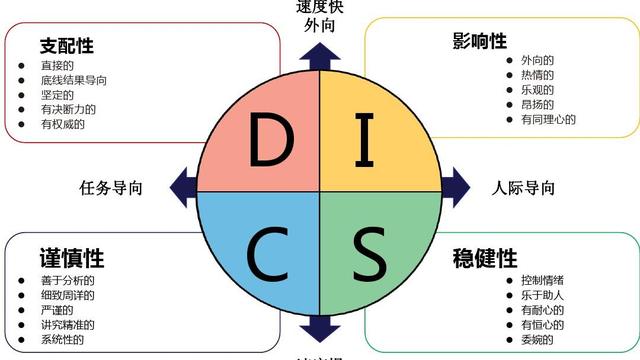 速度快
外向
支配性
直接的
底线结果导向
坚定的
有决断力的
有权威的
影响性
外向的
热情的
乐观的
昂扬的
有同理心的
D
I
任务导向
人际导向
C
S
谨慎性
善于分析的
细致周详的
严谨的
讲究精准的
系统性的
稳健性
控制情绪
乐于助人
有耐心的
有恒心的
委婉的